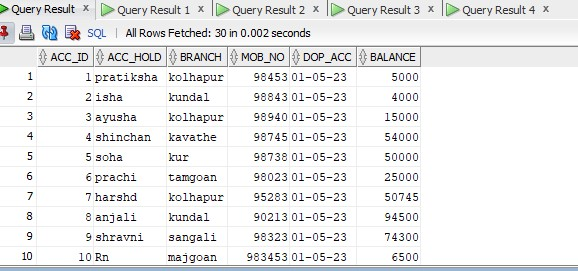 Query Result x Query Result 1 x Query Result 2 x Query Result 3 x Query Result 4 x
SQL | All Rows Fetched: 30 in 0.002 seconds
ACC_ID ACC_HOLD BRANCH MOB_NO DOP_ACC BALANCE
1 1 pratiksha kolhapur 98453 01-05-23 5000
2 2 isha kundal 98843 01-05-23 4000
3 3 ayusha kolhapur 98940 01-05-23 15000
4 4 shinchan kavathe 98745 01-05-23 54000
5 5 soha kur 98738 01-05-23 50000
6 6 prachi tamgoan 98023 01-05-23 25000
7 7 harshd kolhapur 95283 01-05-23 50745
8 8 anjali kundal 90213 01-05-23 94500
9 9 shravni sangali 98323 01-05-23 74300
10 10 Rn majgoan 983453 01-05-23 6500